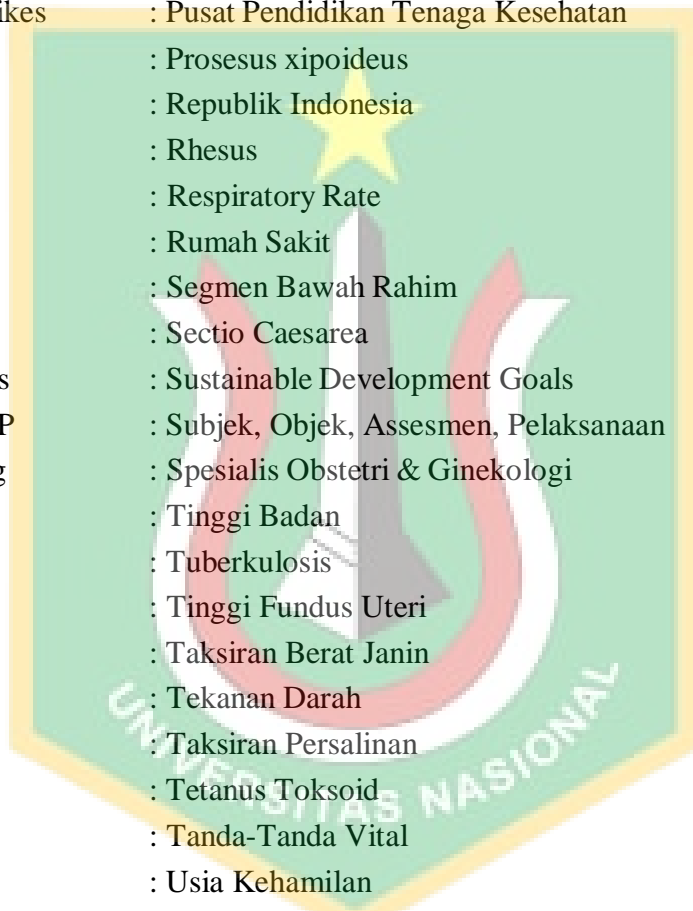 ikes : Pusat Pendidikan Tenaga Kesehatan
: Prosesus xipoideus
: Republik Indonesia
: Rhesus
: Respiratory Rate
: Rumah Sakit
: Segmen Bawah Rahim
: Sectio Caesarea
s : Sustainable Development Goals
P : Subjek, Objek, Assesmen, Pelaksanaan
g : Spesialis Obstetri & Ginekologi
: Tinggi Badan
: Tuberkulosis
: Tinggi Fundus Uteri
: Taksiran Berat Janin
: Tekanan Darah
: Taksiran Persalinan
: Tetanus Toksoid
: Tanda-Tanda Vital
: Usia Kehamilan
UNIVERSITAS NASIONAL